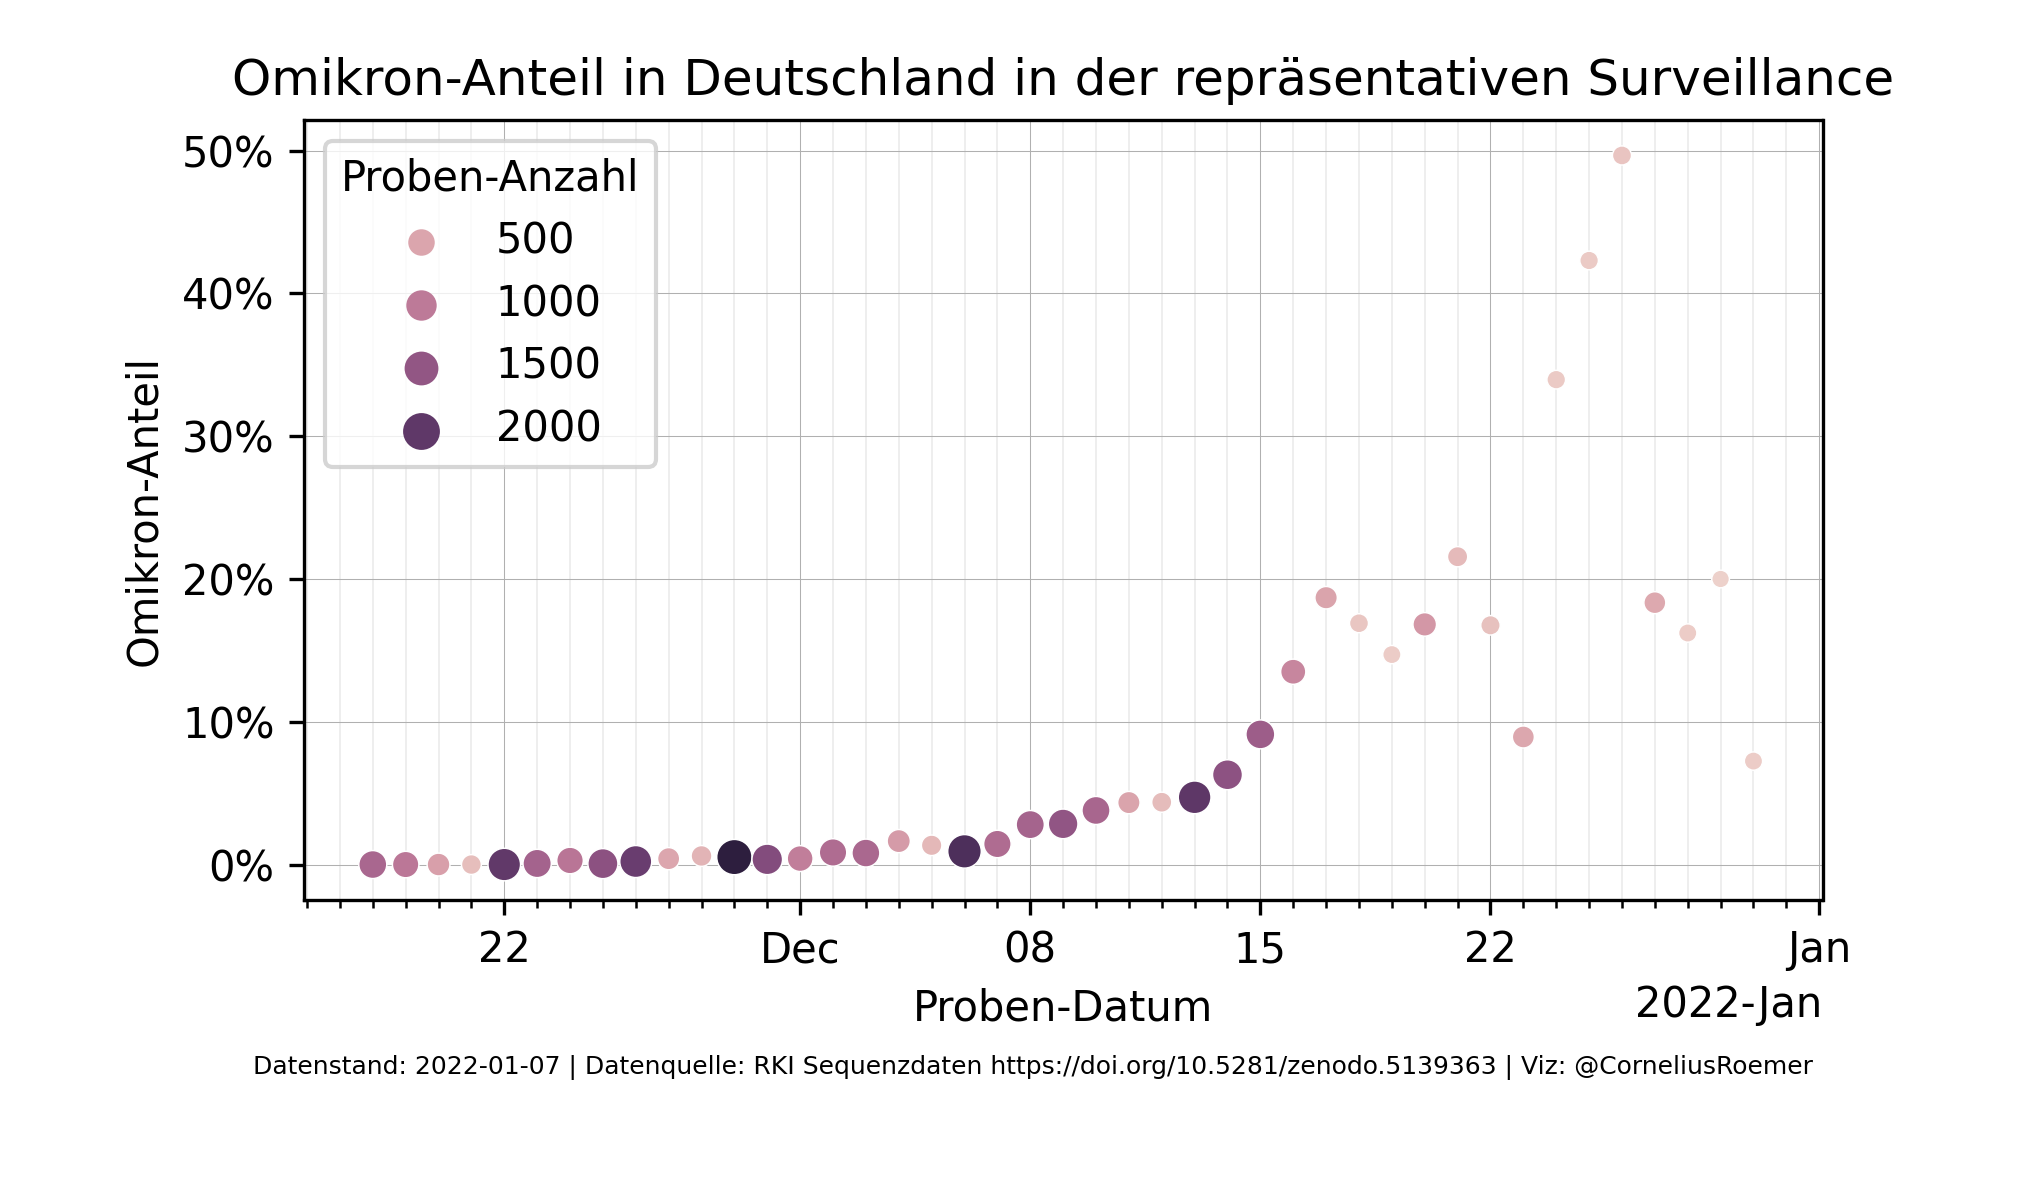 Omikron-Anteil in Deutschland in der repräsentativen Surveillance
Proben-Anzahl
500
1000
1500
2000
Omikron-Anteil
50%
40%
30%
20%
10%
0%
22 Dec 08 15 22 Jan
Proben-Datum
2022-Jan
Datenstand: 2022-01-07 | Datenquelle: RKI Sequenzdaten https://doi.org/10.5281/zenodo.5139363 | Viz: @CorneliusRoemer